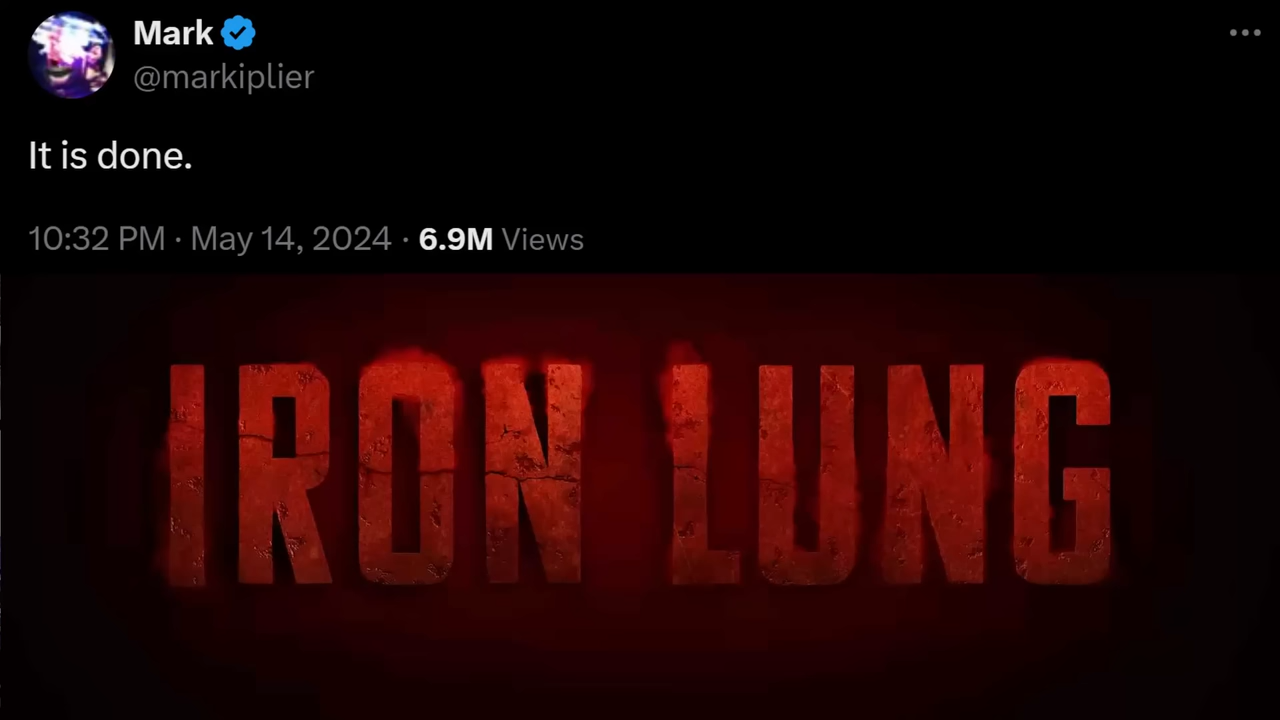 Mark
@markiplier
It is done.
10:32 PM · May 14, 2024 · 6.9M Views
IRON LUNG